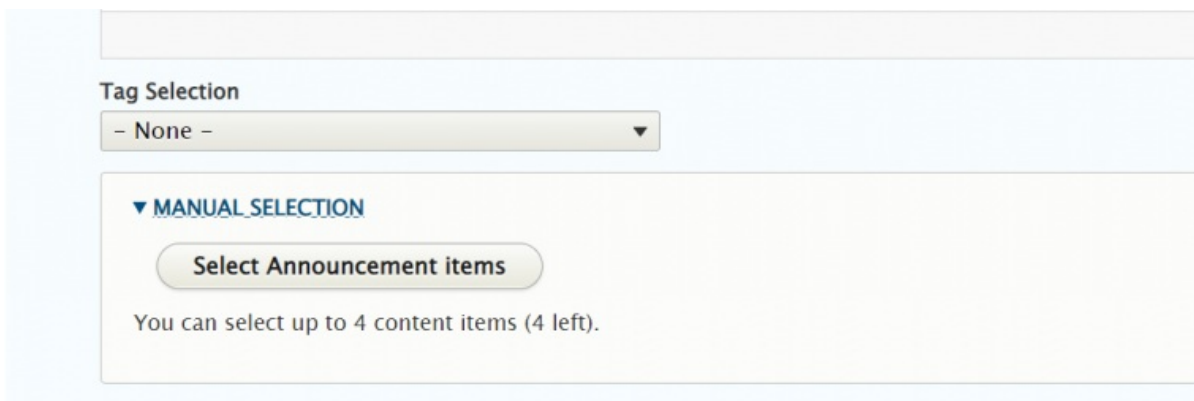 Tag Selection
– None –
MANUAL SELECTION
Select Announcement items
You can select up to 4 content items (4 left).